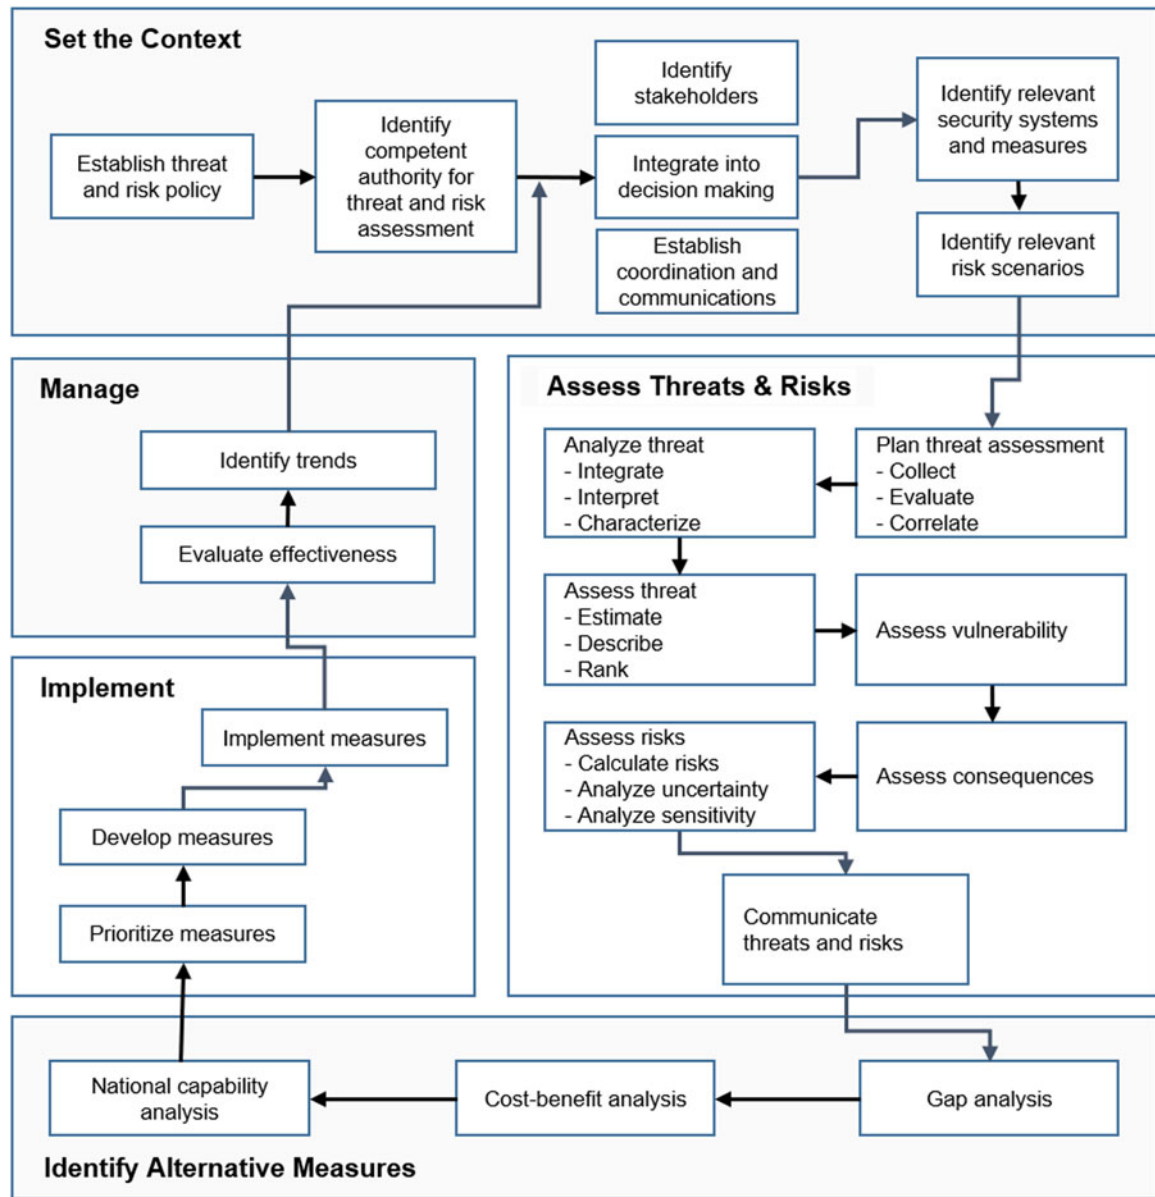 Set the Context
Establish threat
and risk policy
Identify
competent
authority for
threat and risk
assessment
Identify
stakeholders
Integrate into
decision making
Establish
coordination and
communications
Identify relevant
security systems
and measures
Identify relevant
risk scenarios
Manage
Identify trends
Evaluate effectiveness
Implement
Implement measures
Develop measures
Prioritize measures
Assess Threats & Risks
Analyze threat
- Integrate
- Interpret
- Characterize
Plan threat assessment
- Collect
- Evaluate
- Correlate
Assess threat
- Estimate
- Describe
- Rank
Assess vulnerability
Assess risks
- Calculate risks
- Analyze uncertainty
- Analyze sensitivity
Assess consequences
Communicate
threats and risks
National capability
analysis
Cost-benefit analysis
Gap analysis
Identify Alternative Measures